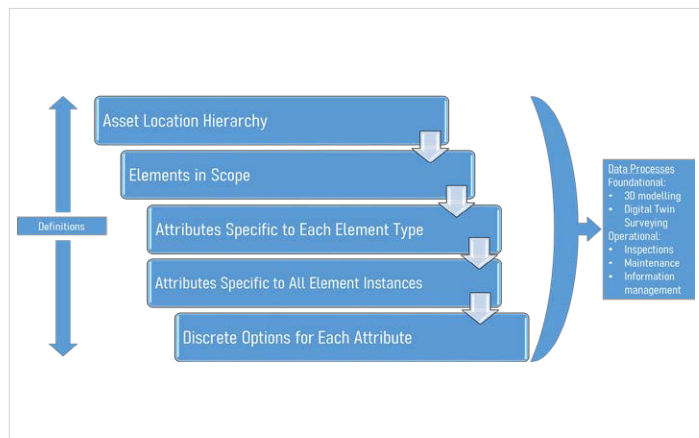 Asset Location Hierarchy
Elements in Scope
Attributes Specific to Each Element Type
Attributes Specific to All Element Instances
Discrete Options for Each Attribute
Definitions
Data Processes
Foundational:
• 3D modelling
• Digital Twin
Surveying
Operational:
• Inspections
• Maintenance
• Information
management